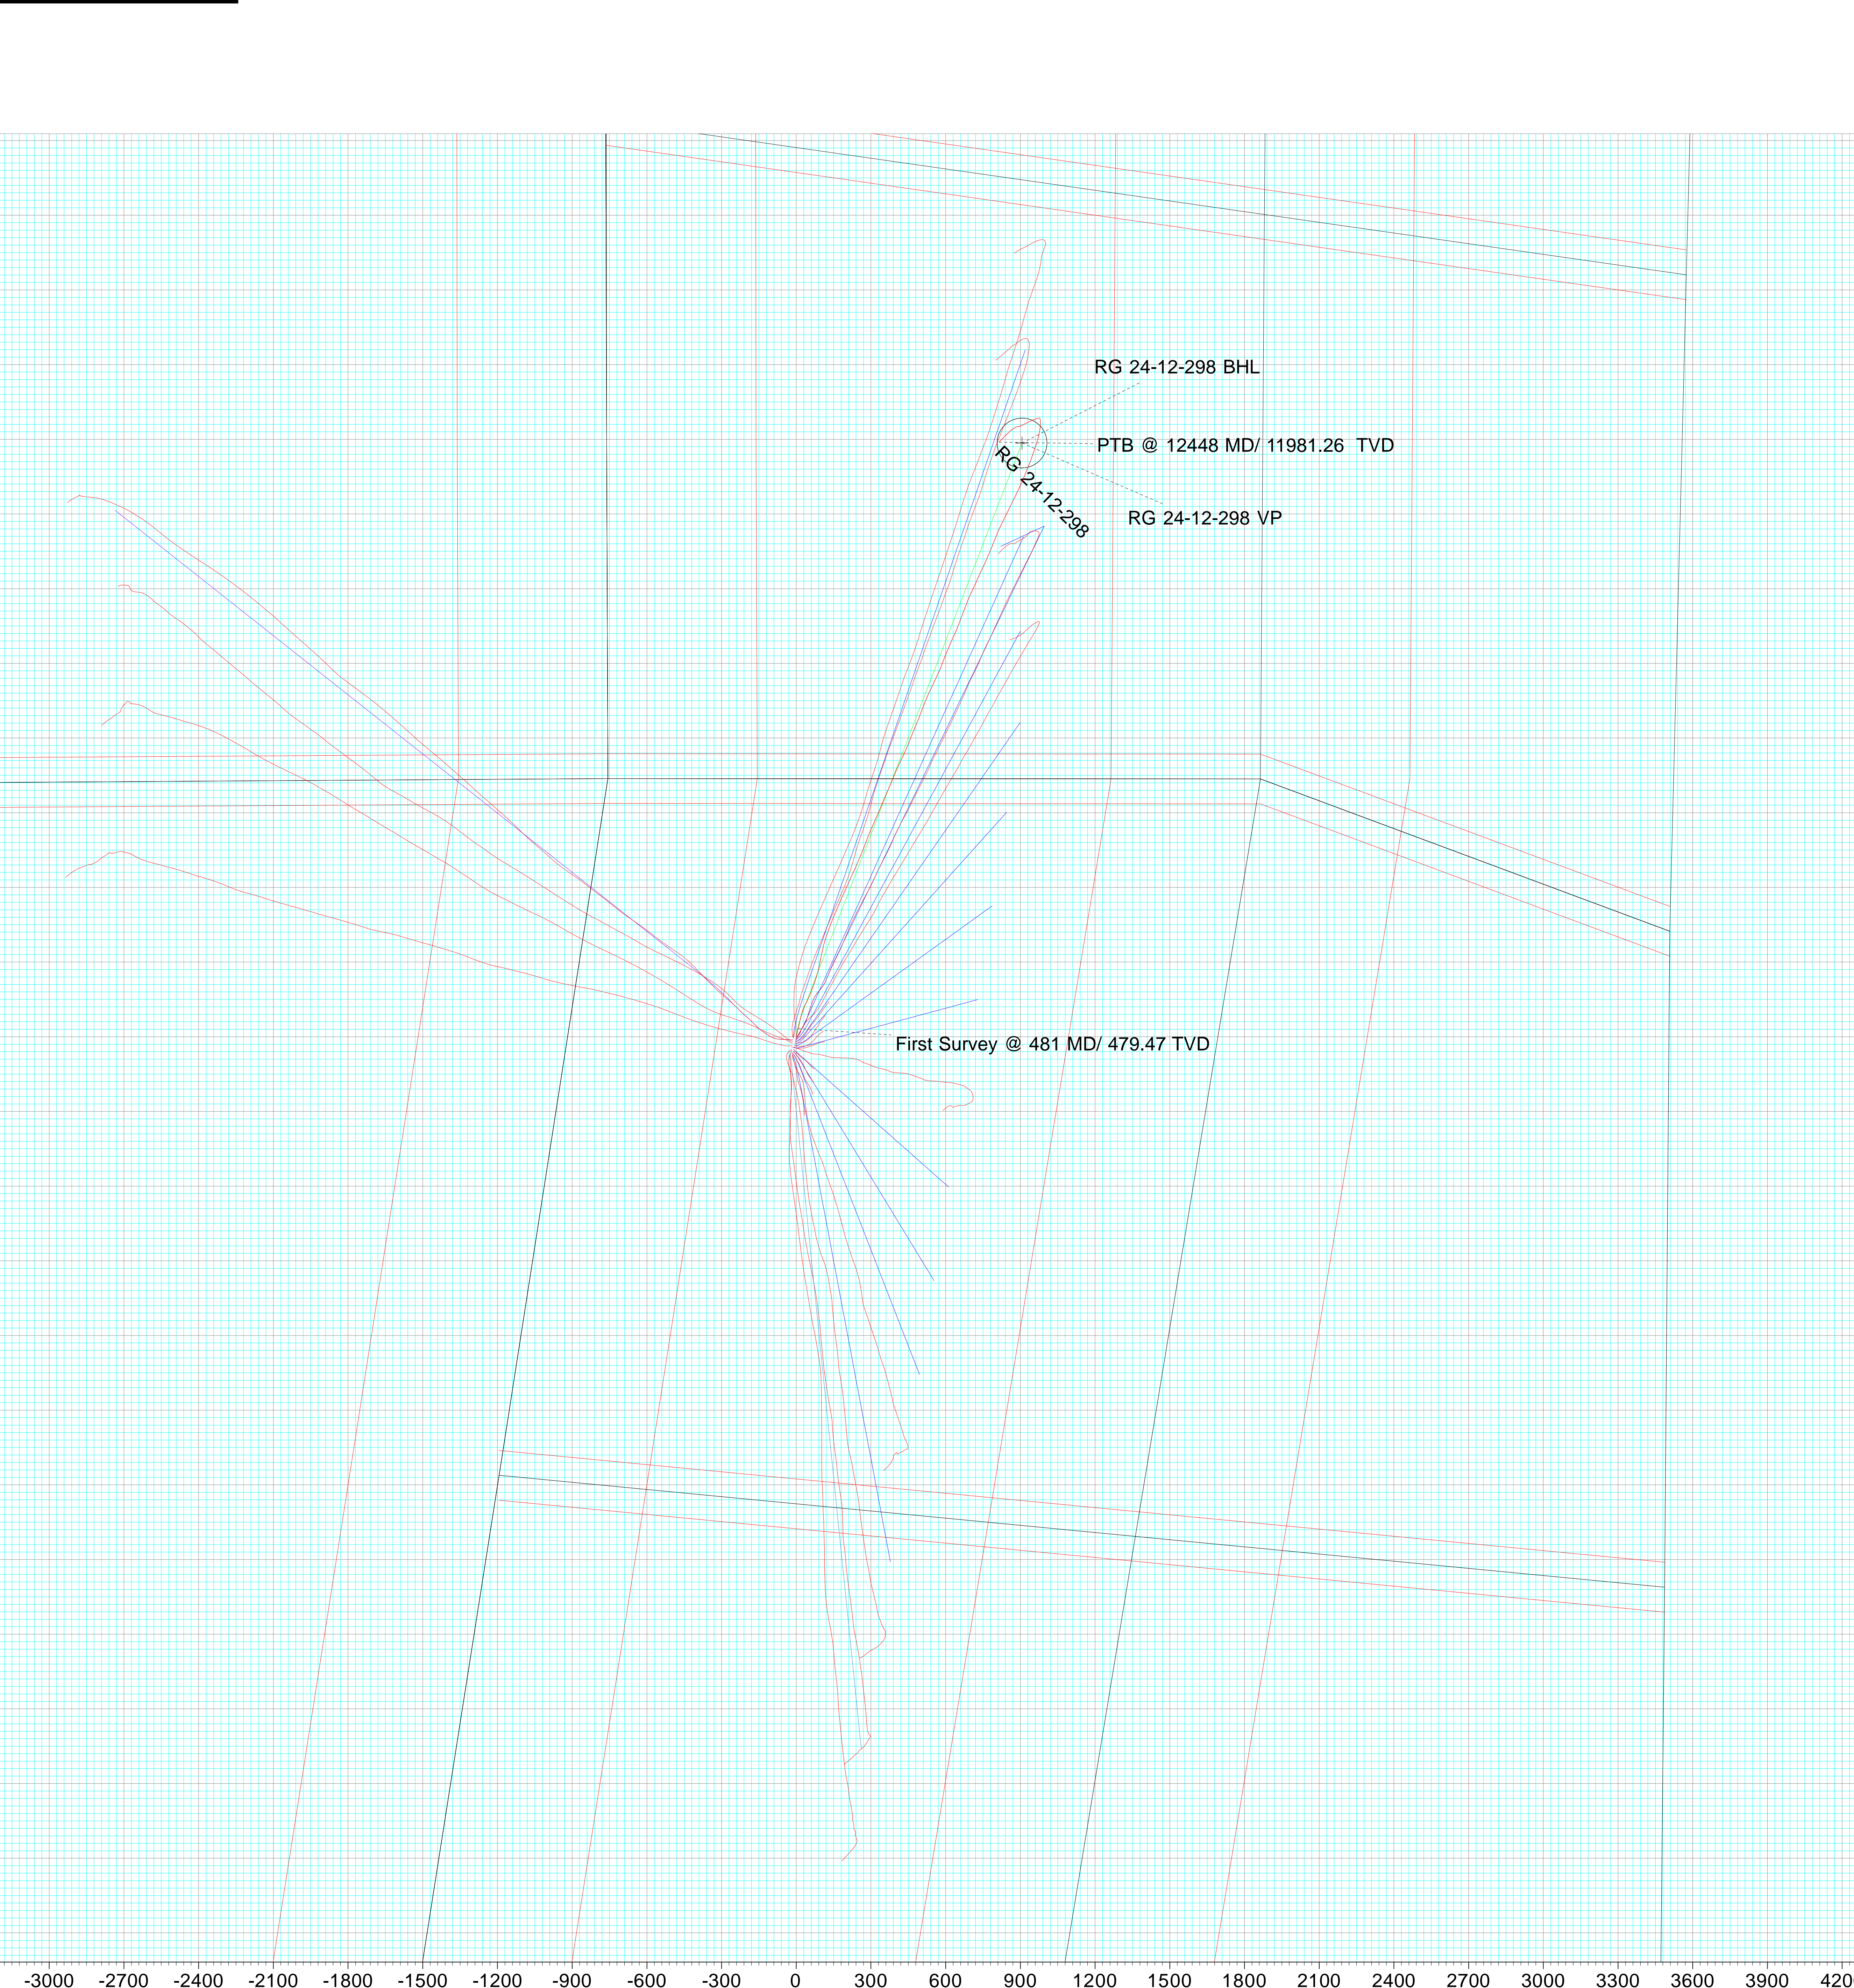 RG 24-12-298 BHL
PTB @ 12448 MD/ 11981.26 TVD
RG 24-12-298
RG 24-12-298 VP
First Survey @ 481 MD/ 479.47 TVD
-3000 -2700 -2400 -2100 -1800 -1500 -1200 -900 -600 -300 0 300 600 900 1200 1500 1800 2100 2400 2700 3000 3300 3600 3900 420